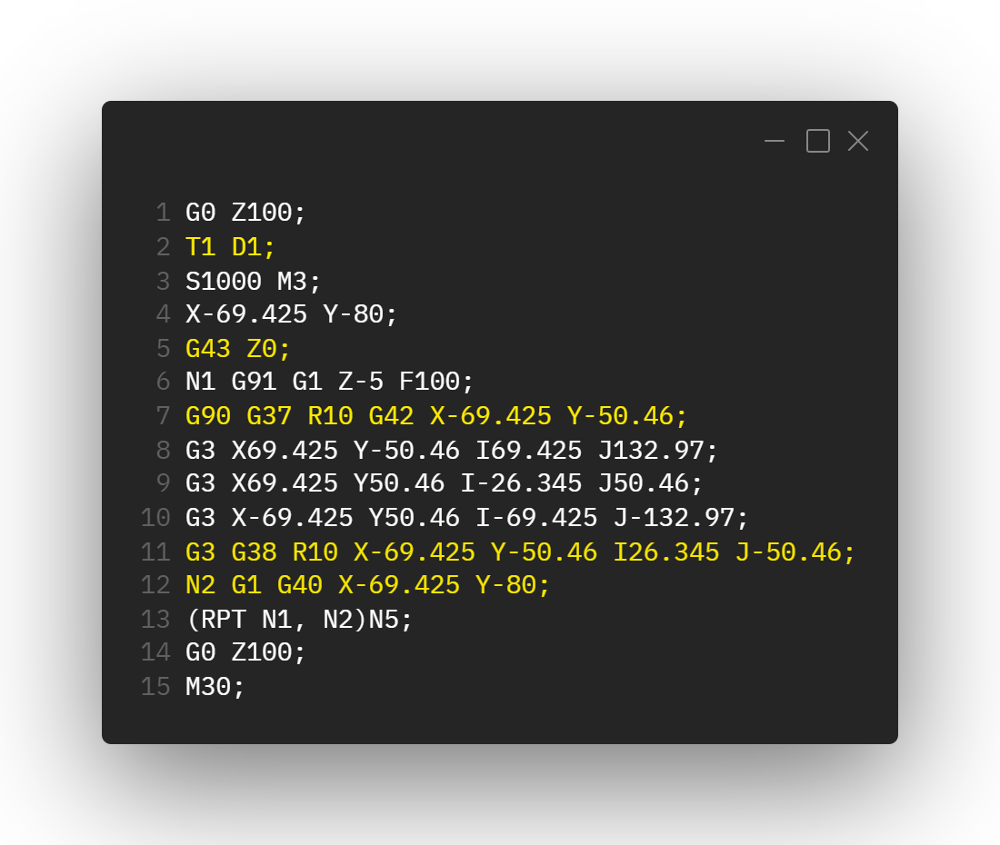 1 G0 Z100;
2 T1 D1;
3 S1000 M3;
4 X-69.425 Y-80;
5 G43 Z0;
6 N1 G91 G1 Z-5 F100;
7 G90 G37 R10 G42 X-69.425 Y-50.46;
8 G3 X69.425 Y-50.46 I69.425 J132.97;
9 G3 X69.425 Y50.46 I-26.345 J50.46;
10 G3 X-69.425 Y50.46 I-69.425 J-132.97;
11 G3 G38 R10 X-69.425 Y-50.46 I26.345 J-50.46;
12 N2 G1 G40 X-69.425 Y-80;
13 (RPT N1, N2)N5;
14 G0 Z100;
15 M30;